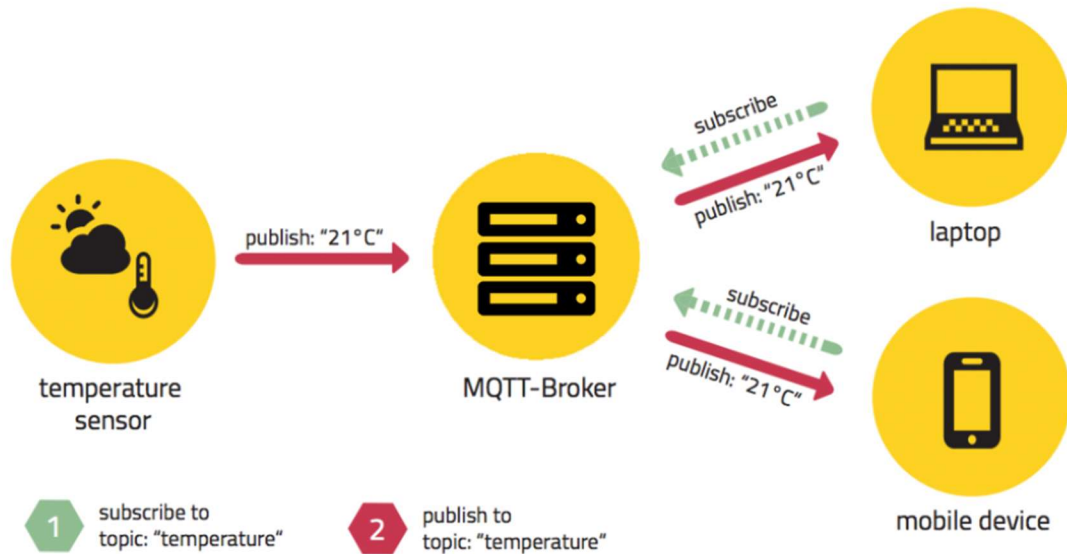 subscribe
publish: "21°C"
laptop
publish: “21°C“
subscribe
publish: "21°C"
temperature
sensor
MQTT-Broker
mobile device
1
subscribe to
topic: “temperature“
2
publish to
topic: “temperature“